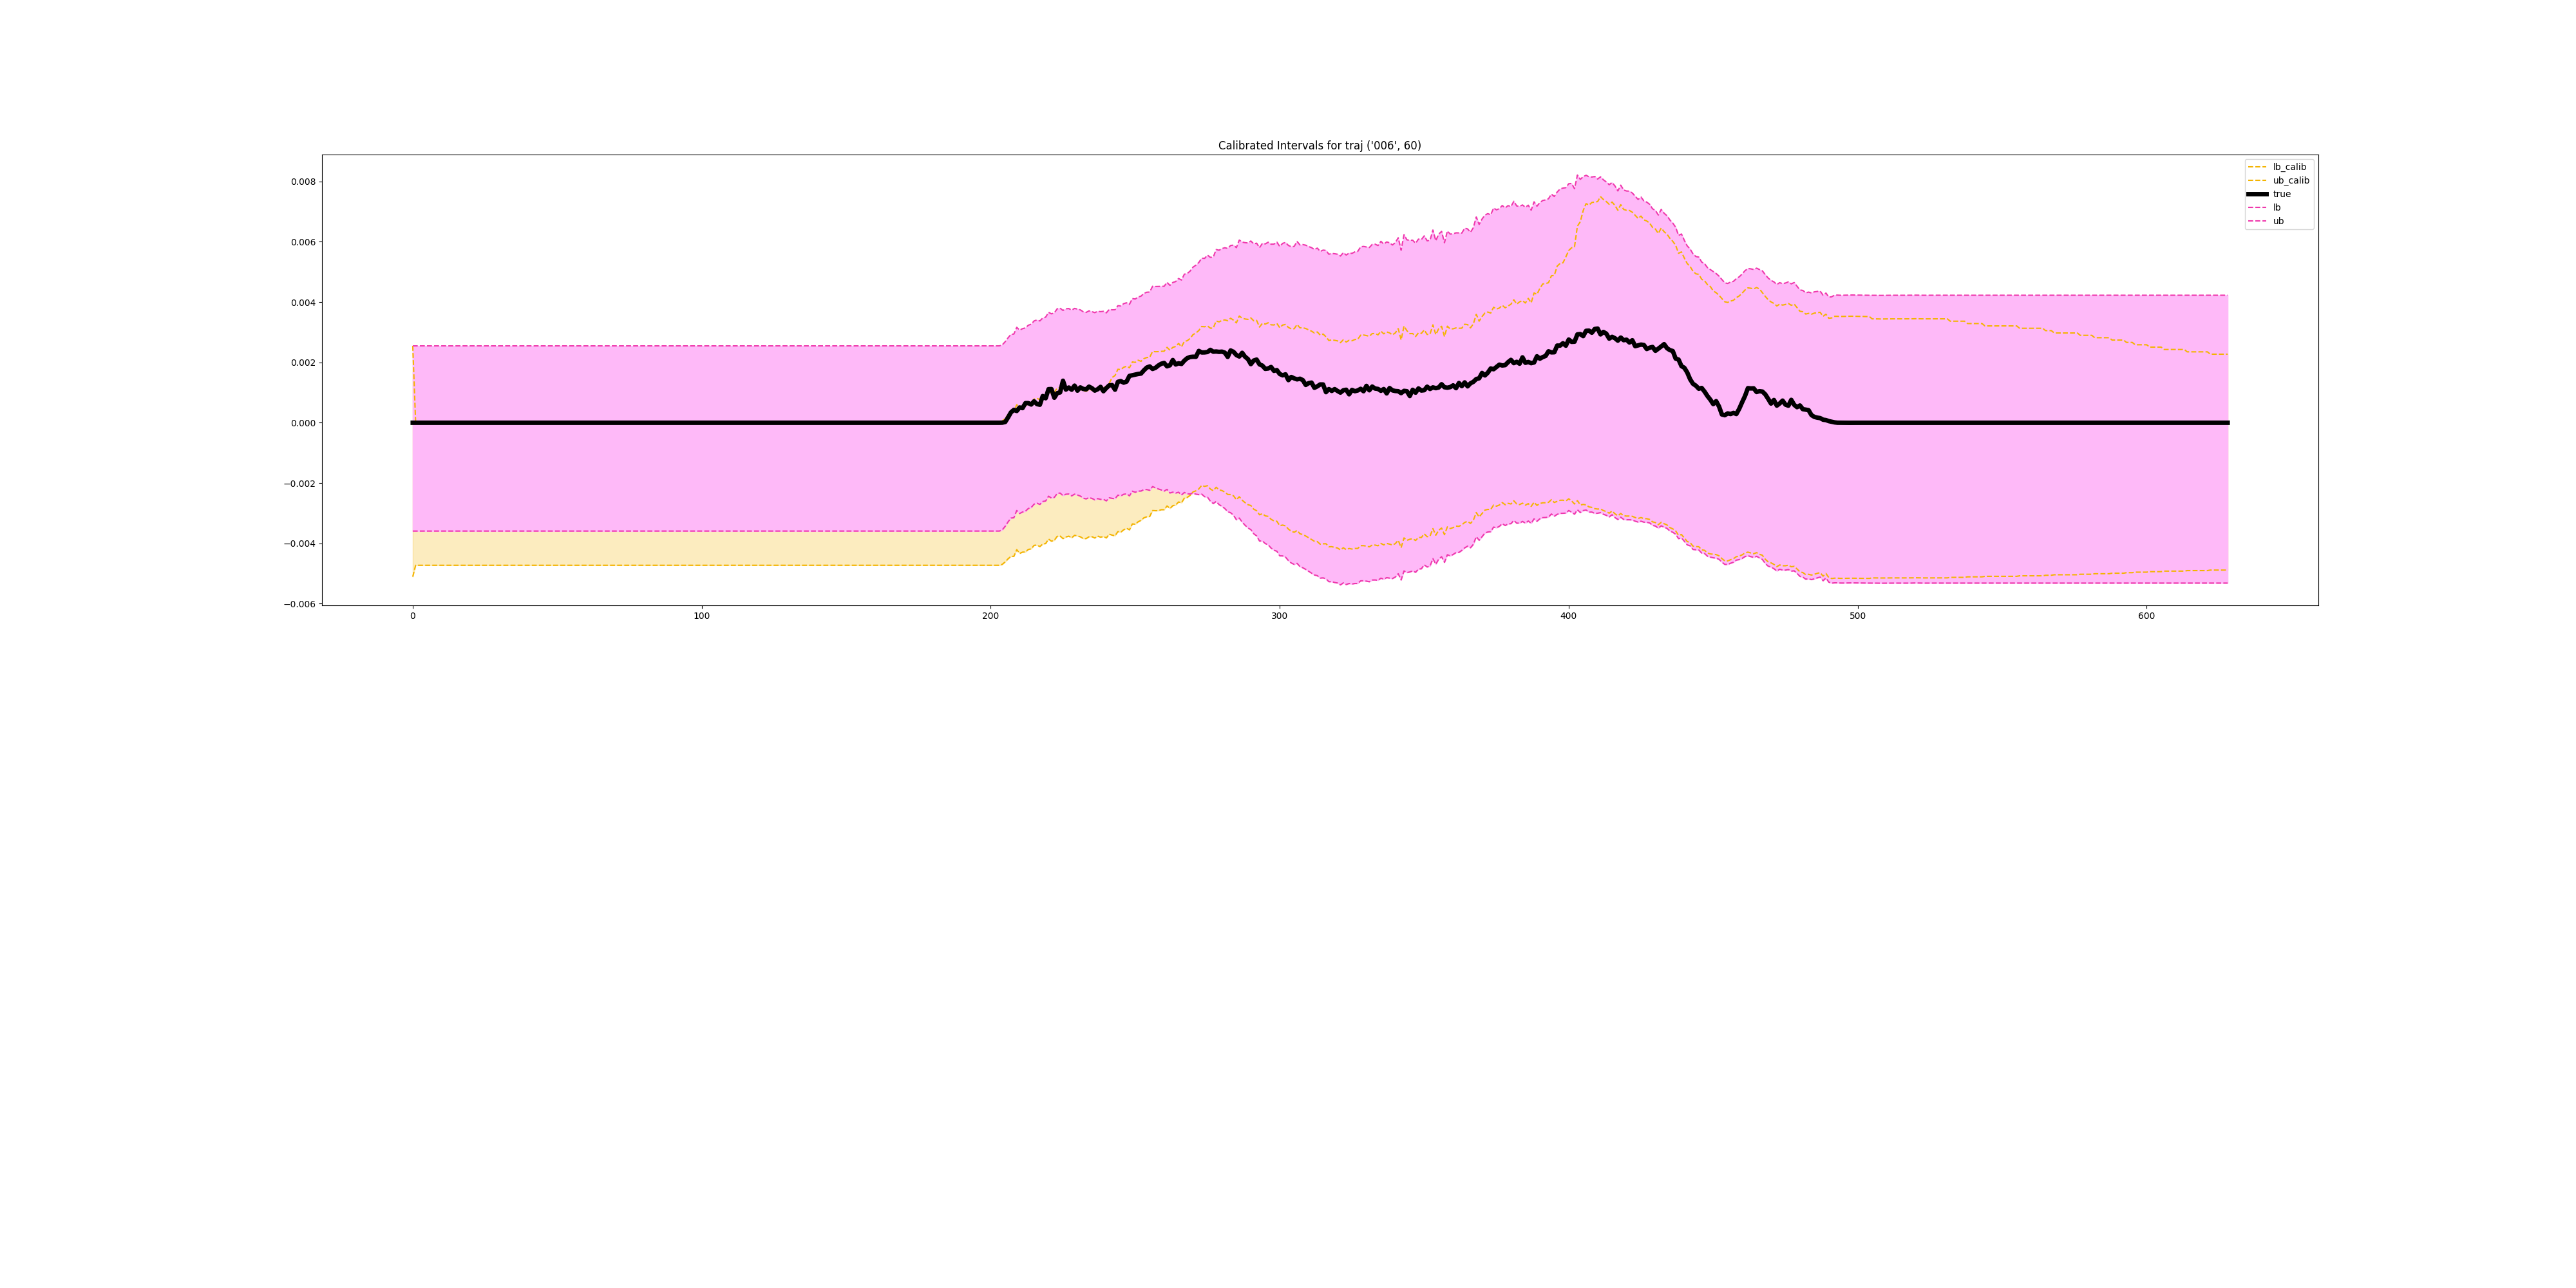 Calibrated Intervals for traj ('006', 60)
lb_calib
ub_calib
true
lb
ub
0.008
0.006
0.004
0.002
0.000
−0.002
−0.004
−0.006
0 100 200 300 400 500 600